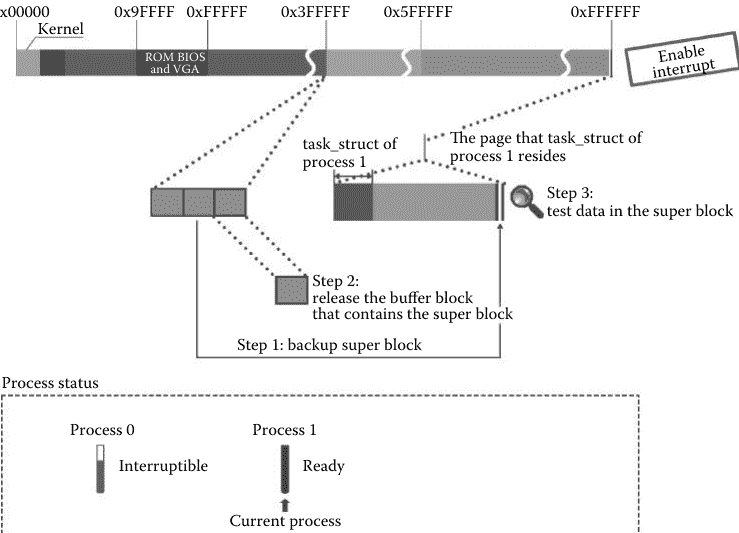 x00000 0x9FFFF 0xFFFFF 0x3FFFFF 0x5FFFFF 0xFFFFFF
Kernel
ROM BIOS
and VGA
Enable
interrupt
task_struct of
process 1
The page that task_struct of
process 1 resides
Step 3:
test data in the super block
Step 2:
release the buffer block
that contains the super block
Step 1: backup super block
Process status
Process 0 Process 1
Interruptible Ready
Current process